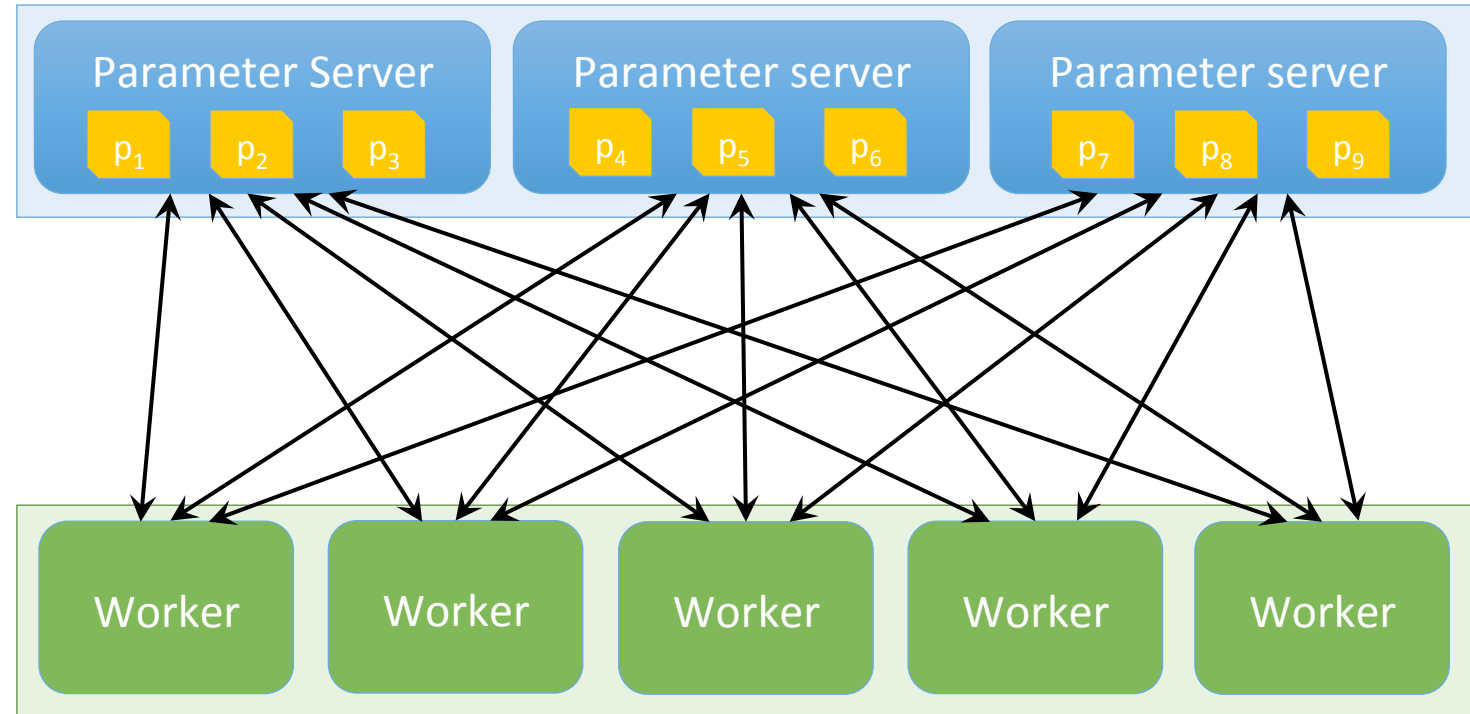 Parameter Server
p₁ p₂ p₃
Parameter server
p₄ p₅ p₆
Parameter server
p₇ p₈ p₉
Worker
Worker
Worker
Worker
Worker